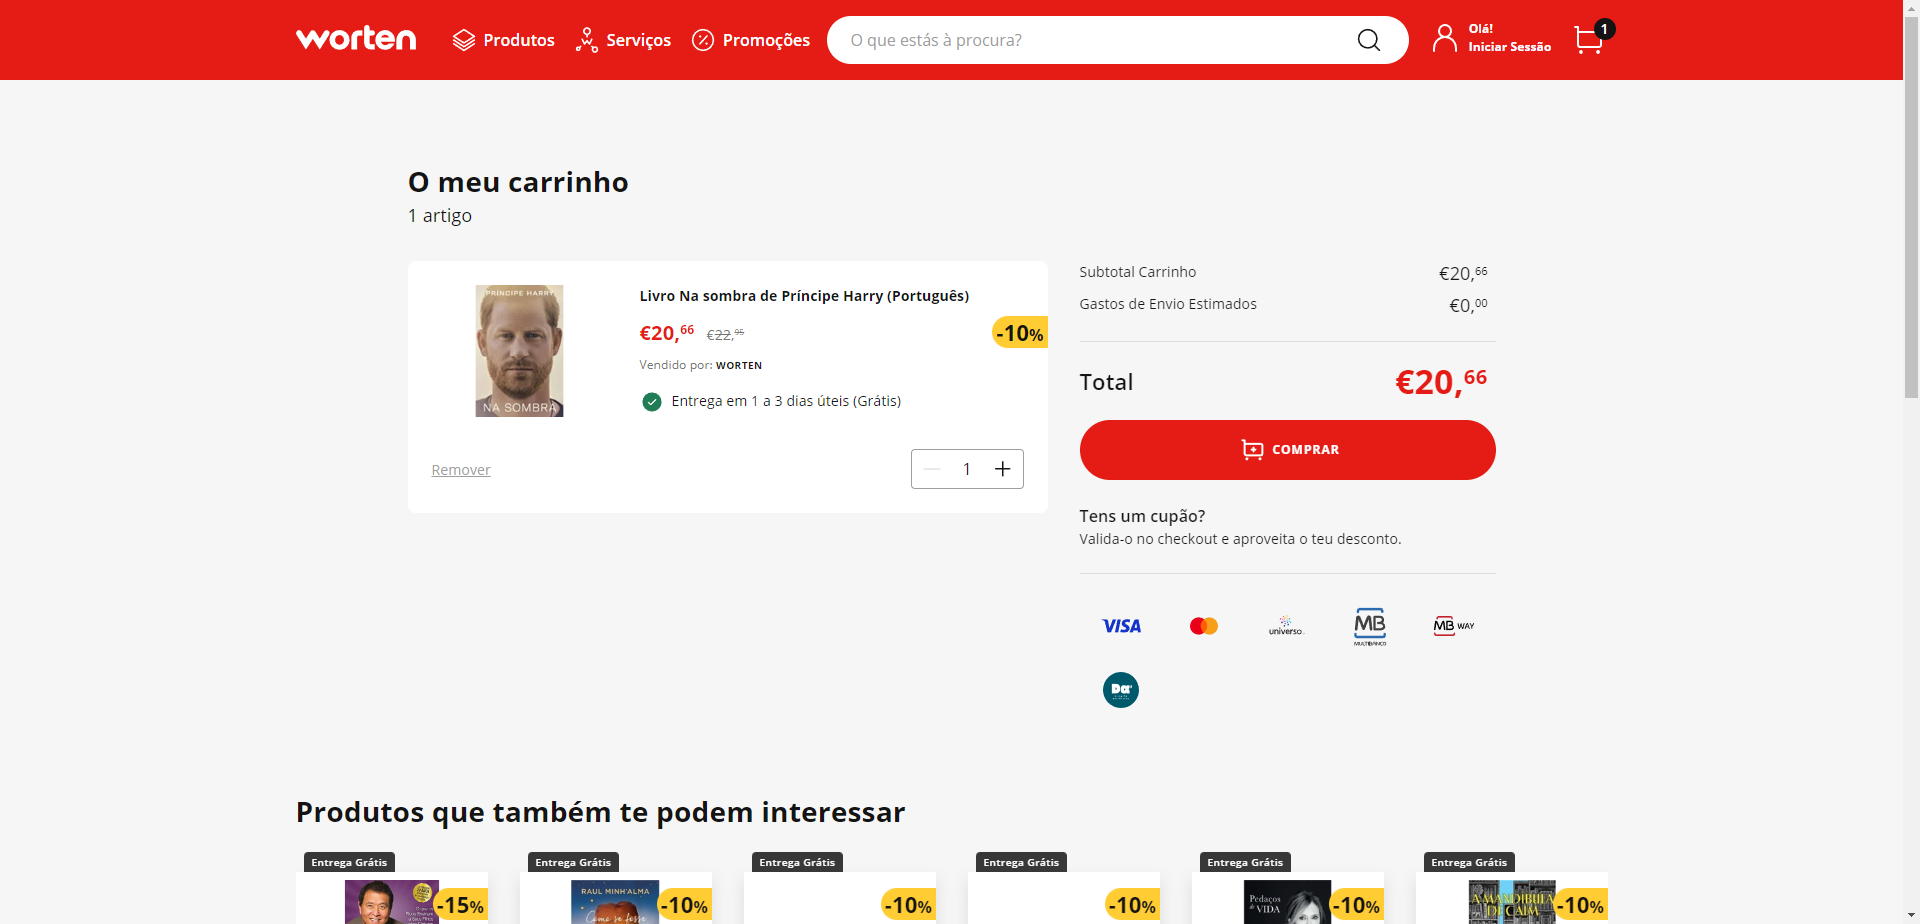 worten
Produtos
Serviços
Promoções
O que estás à procura?
Olá!
Iniciar Sessão
1
O meu carrinho
1 artigo
PRÍNCIPE HARRY
NA SOMBRA
Livro Na sombra de Príncipe Harry (Português)
€20,66 €22,95
-10%
Vendido por: WORTEN
Entrega em 1 a 3 dias úteis (Grátis)
Remover
1
Subtotal Carrinho €20,66
Gastos de Envio Estimados €0,00
Total €20,66
COMPRAR
Tens um cupão?
Valida-o no checkout e aproveita o teu desconto.
VISA
universo
MB
MULTIBANCO
MB WAY
Da
Produtos que também te podem interessar
Entrega Grátis
-15%
Entrega Grátis
RAUL MINH'ALMA
Como se fosse
-10%
Entrega Grátis
-10%
Entrega Grátis
-10%
Entrega Grátis
Pedaços
de VIDA
-10%
Entrega Grátis
A MANDÍBULA
DE CAIM
-10%